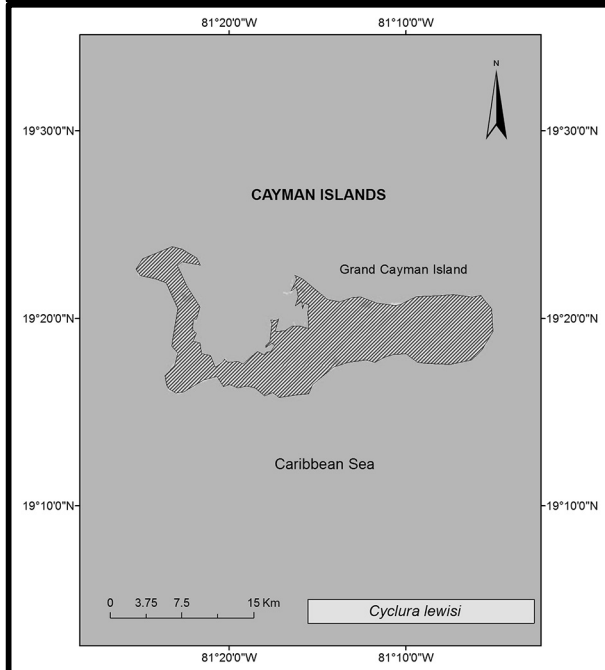 81°20'0"W 81°10'0"W
N
19°30'0"N 19°30'0"N
CAYMAN ISLANDS
Grand Cayman Island
19°20'0"N 19°20'0"N
Caribbean Sea
19°10'0"N 19°10'0"N
0 3.75 7.5 15 Km
Cyclura lewisi
81°20'0"W 81°10'0"W